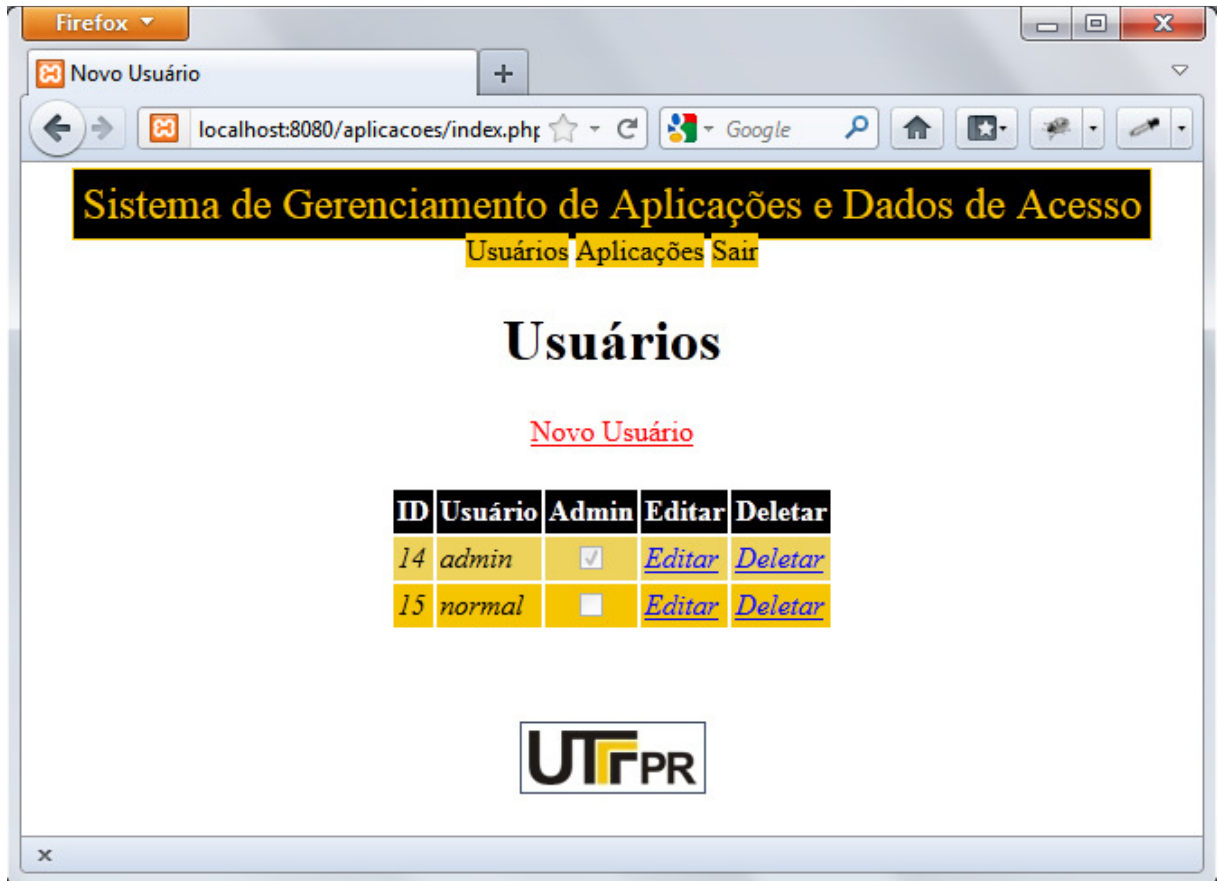 Firefox
Novo Usuário
localhost:8080/aplicacoes/index.php
Google
Sistema de Gerenciamento de Aplicações e Dados de Acesso
Usuários Aplicações Sair
Usuários
Novo Usuário
ID Usuário Admin Editar Deletar
14 admin Editar Deletar
15 normal Editar Deletar
UTFPR